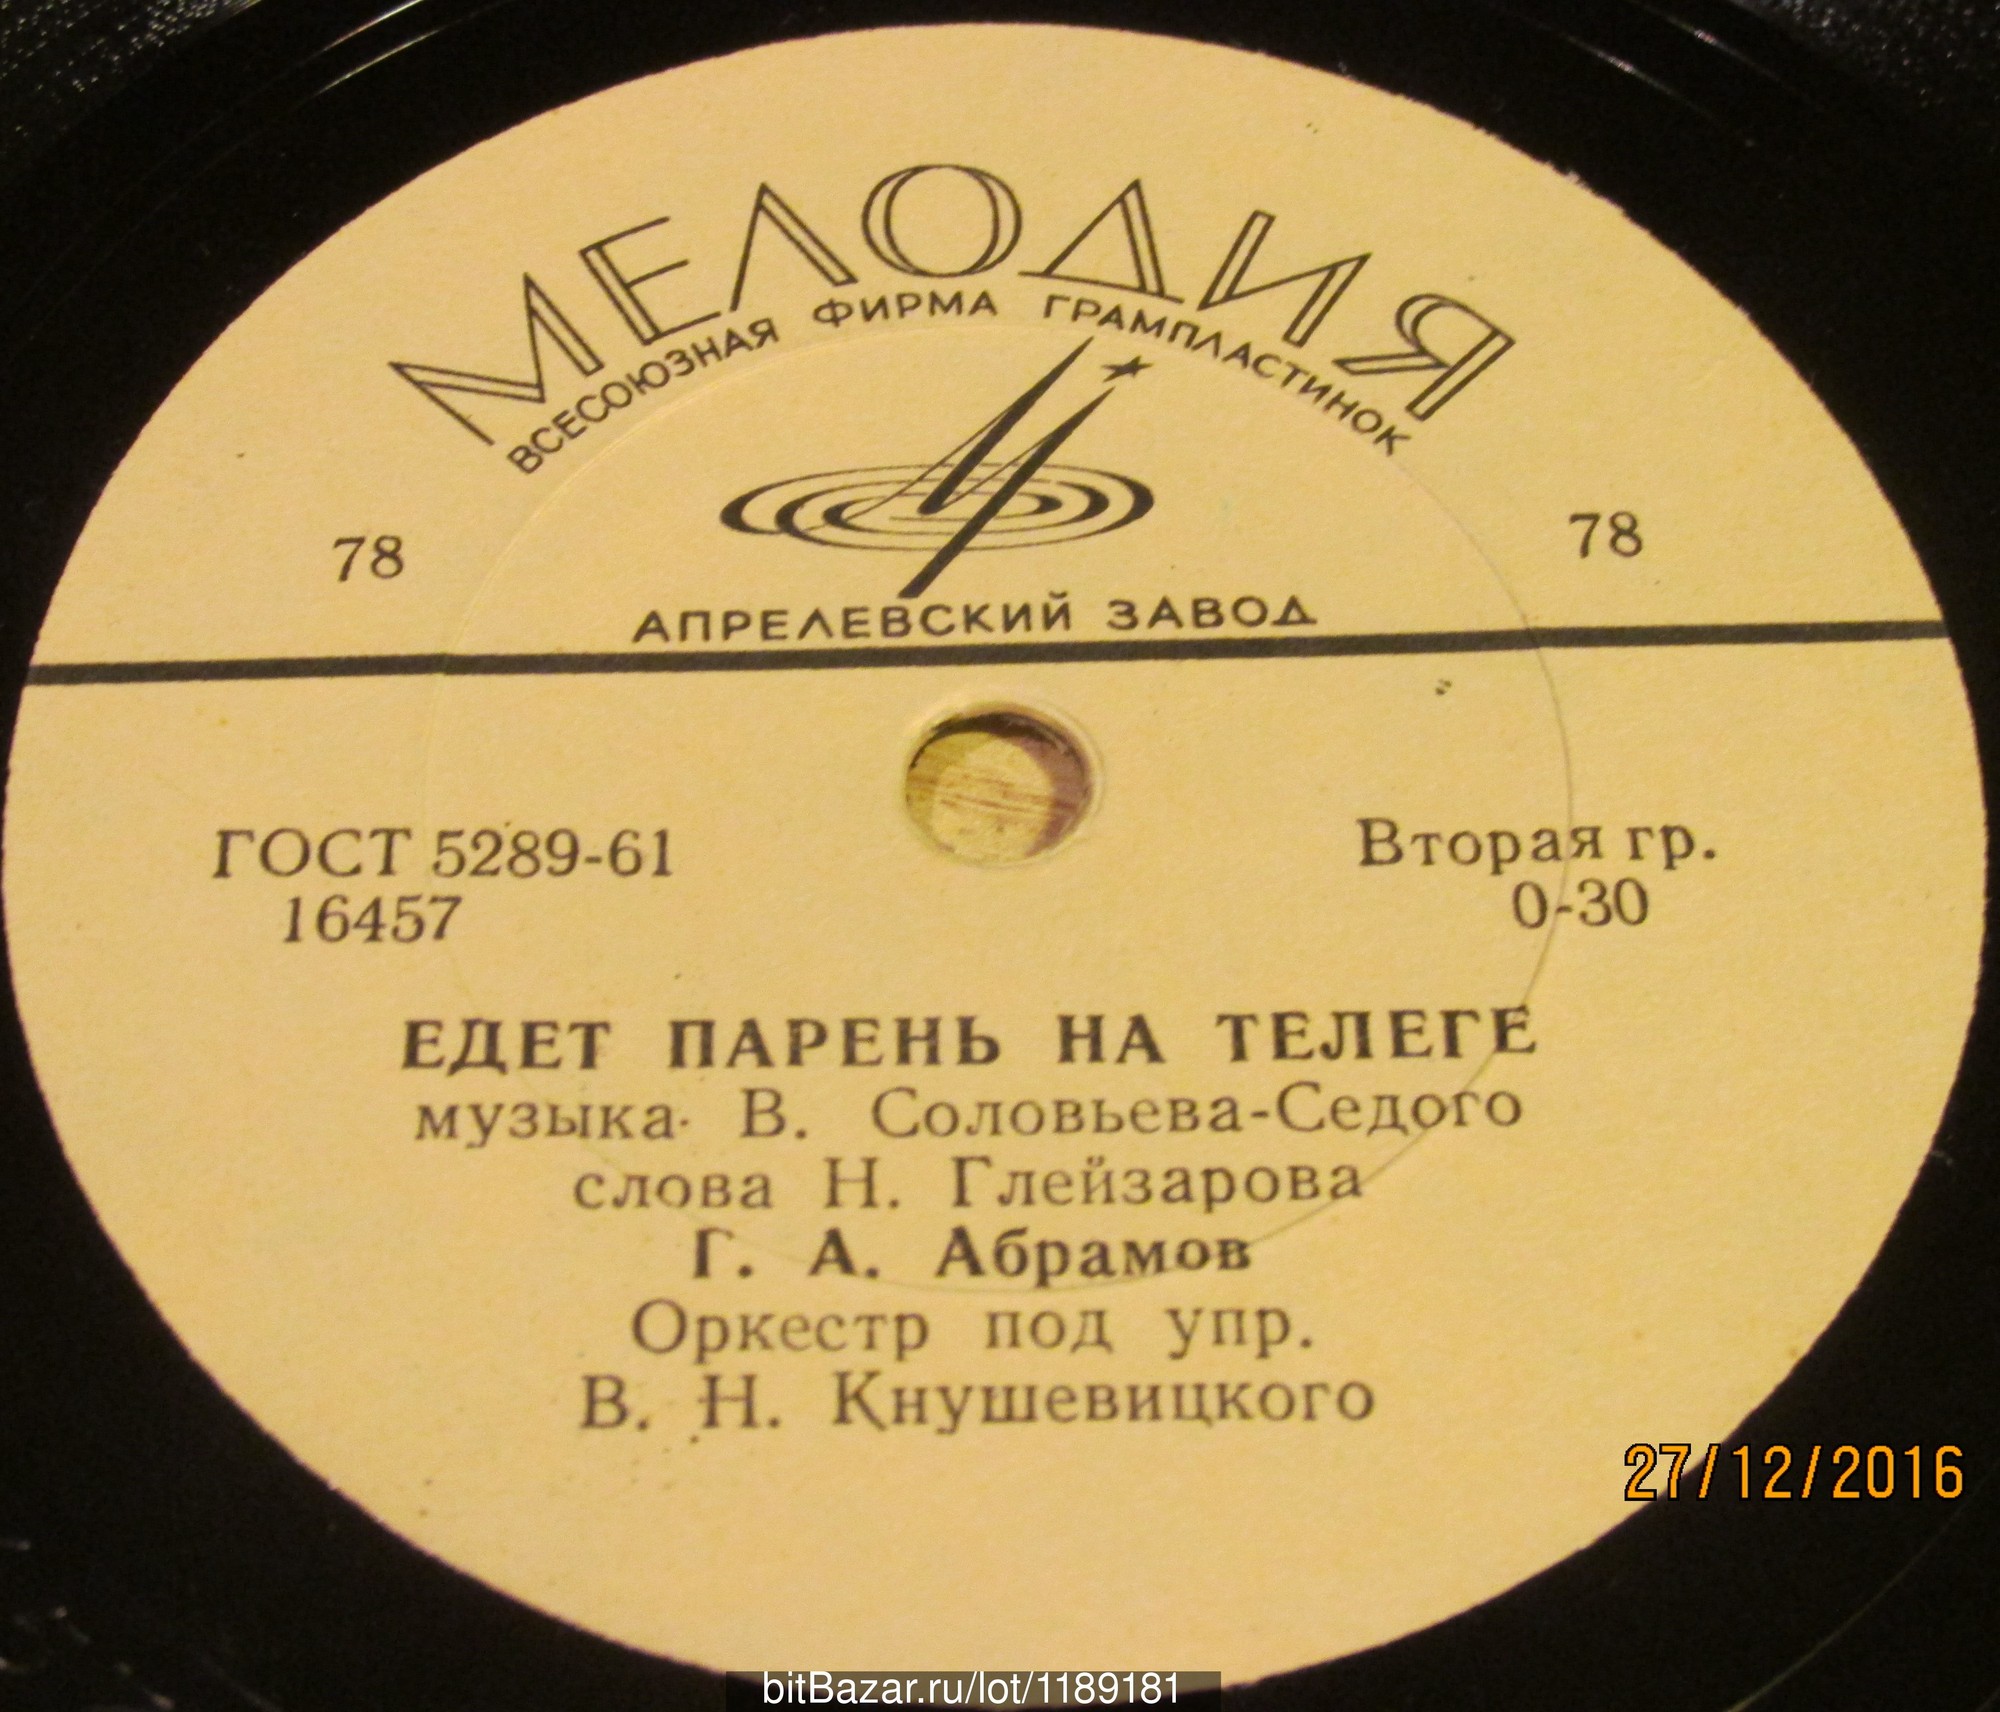 МЕЛОДИЯ
ВСЕСОЮЗНАЯ ФИРМА ГРАМПЛАСТИНОК
78 78
АПРЕЛЕВСКИЙ ЗАВОД
ГОСТ 5289-61 Вторая гр.
16457 0-30
ЕДЕТ ПАРЕНЬ НА ТЕЛЕГЕ
музыка В. Соловьева-Седого
слова Н. Глейзарова
Г. А. Абрамов
Оркестр под упр.
В. Н. Кнушевицкого
27/12/2016
bitBazar.ru/lot/1189181